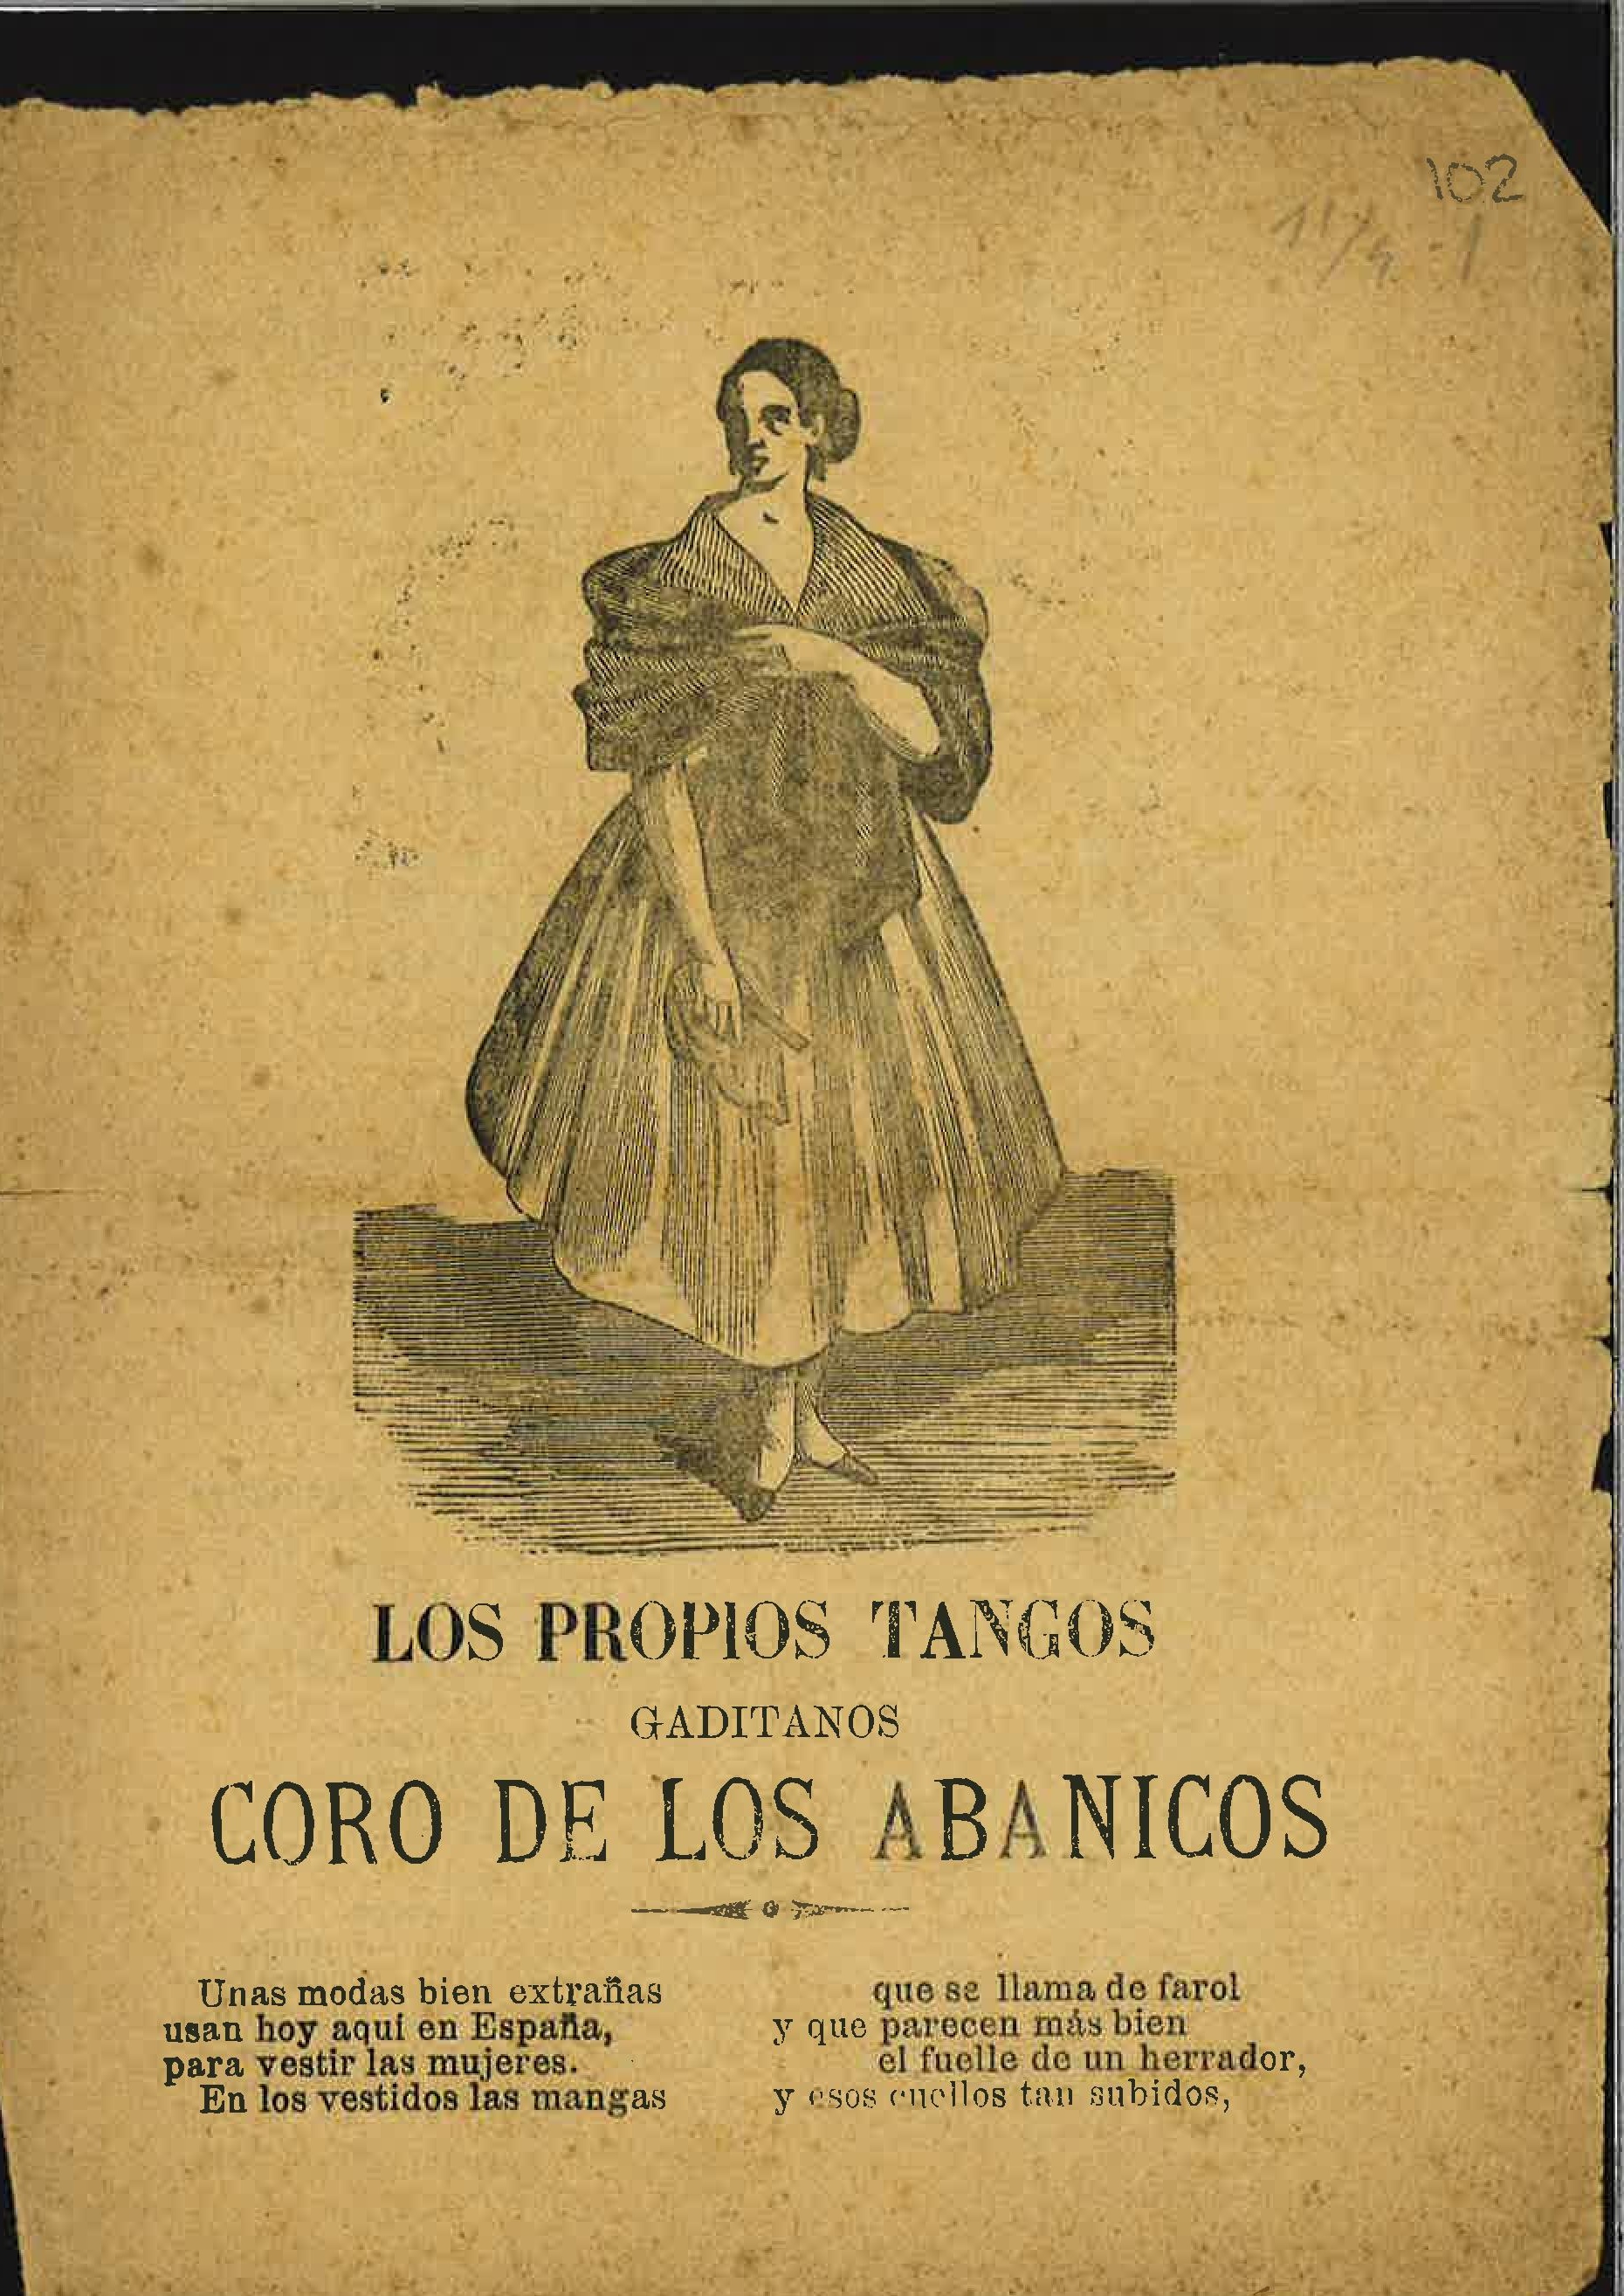 102
LOS PROPIOS TANGOS
GADITANOS
CORO DE LOS ABANICOS
Unas modas bien extrañas
usan hoy aquí en España,
para vestir las mujeres.
En los vestidos las mangas
que se llama de farol
y que parecen más bien
el fuelle de un herrador,
y esos cuellos tan subidos,